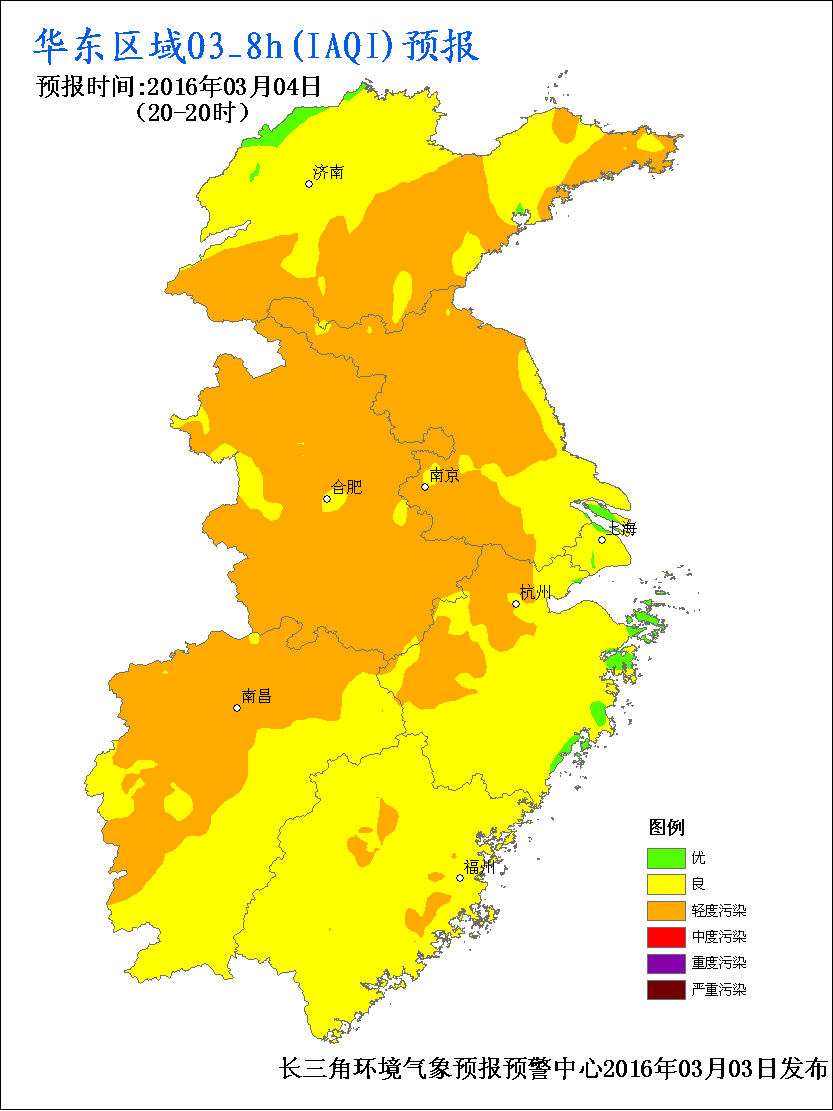 华东区域O3_8h(IAQI)预报
预报时间:2016年03月04日
(20-20时)
济南
南京
合肥
上海
杭州
南昌
福州
图例
优
良
轻度污染
中度污染
重度污染
严重污染
长三角环境气象预报预警中心2016年03月03日发布